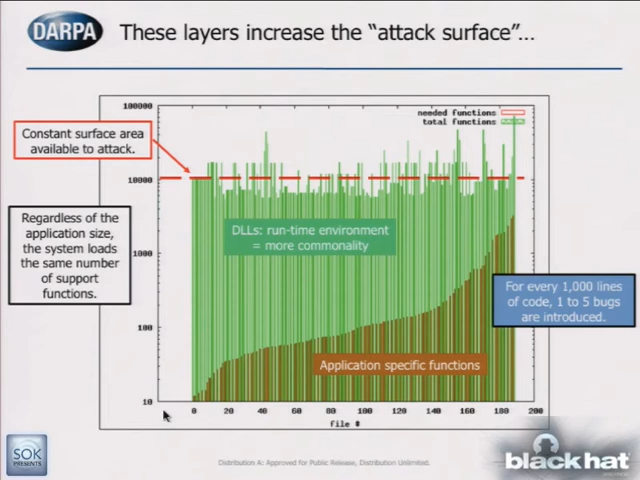 DARPA
These layers increase the “attack surface”...
100000
needed functions
total functions
Constant surface area
available to attack.
10000
Regardless of the
application size,
the system loads
the same number
of support
functions.
DLLs: run-time environment
= more commonality
1000
For every 1,000 lines
of code, 1 to 5 bugs
are introduced.
100
Application specific functions
10
0 20 40 60 80 100 120 140 160 180 200
file #
SOK
PRESENTS
Distribution A: Approved for Public Release, Distribution Unlimited.
black hat